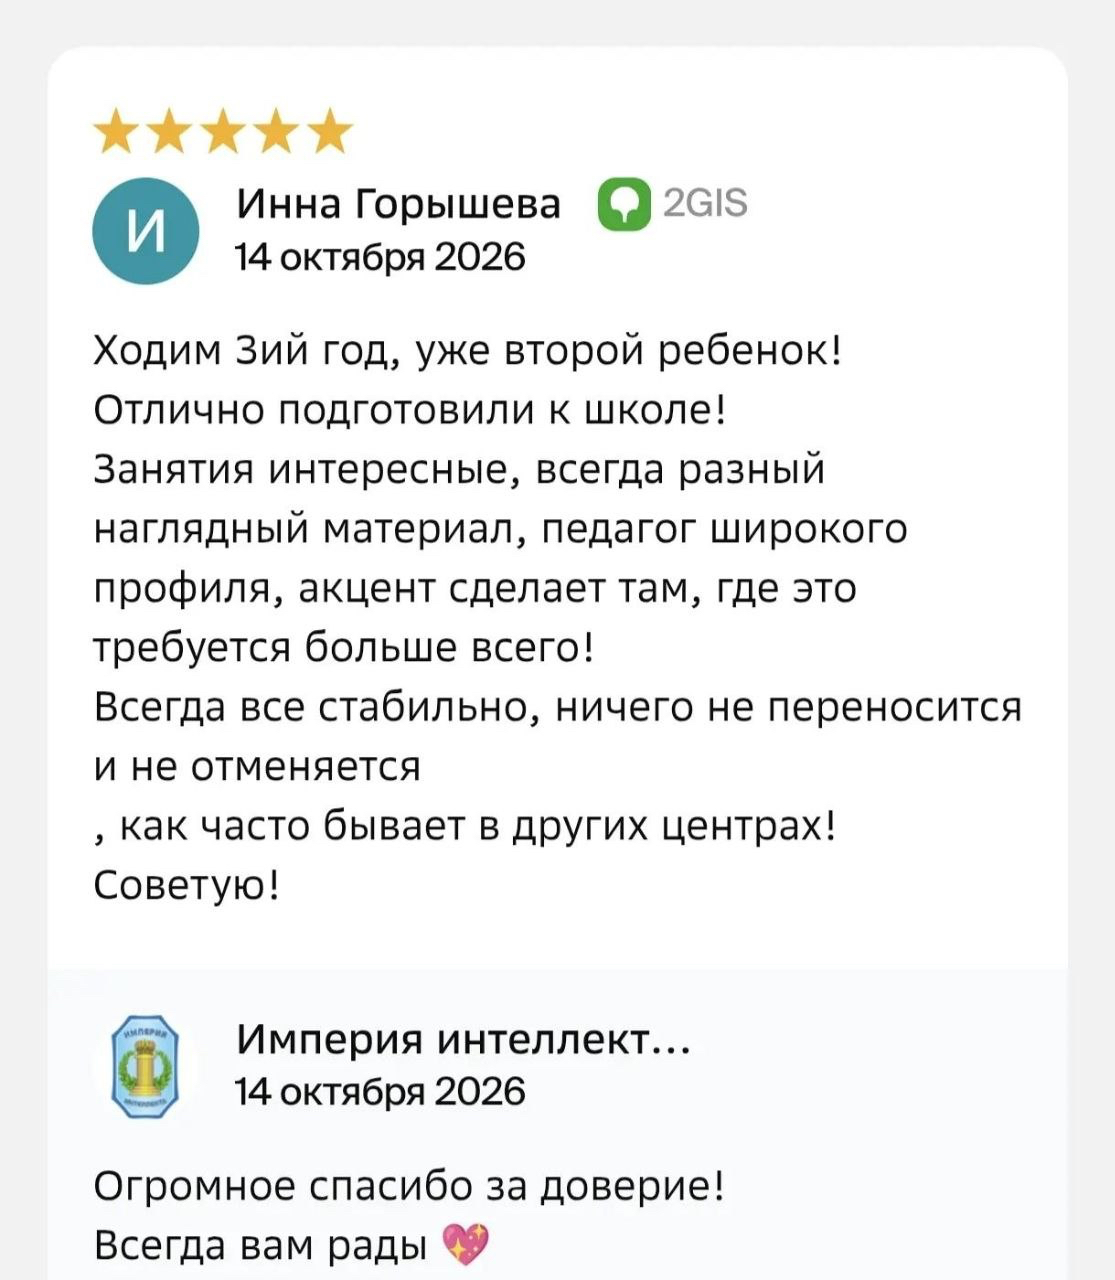 Инна Горышева 2GIS
14 октября 2026
Ходим 3ий год, уже второй ребенок!
Отлично подготовили к школе!
Занятия интересные, всегда разный
наглядный материал, педагог широкого
профиля, акцент сделает там, где это
требуется больше всего!
Всегда все стабильно, ничего не переносится
и не отменяется
, как часто бывает в других центрах!
Советую!
ИМПЕРИЯ
ИНТЕЛЛЕКТА
Империя интеллект...
14 октября 2026
Огромное спасибо за доверие!
Всегда вам рады 💖